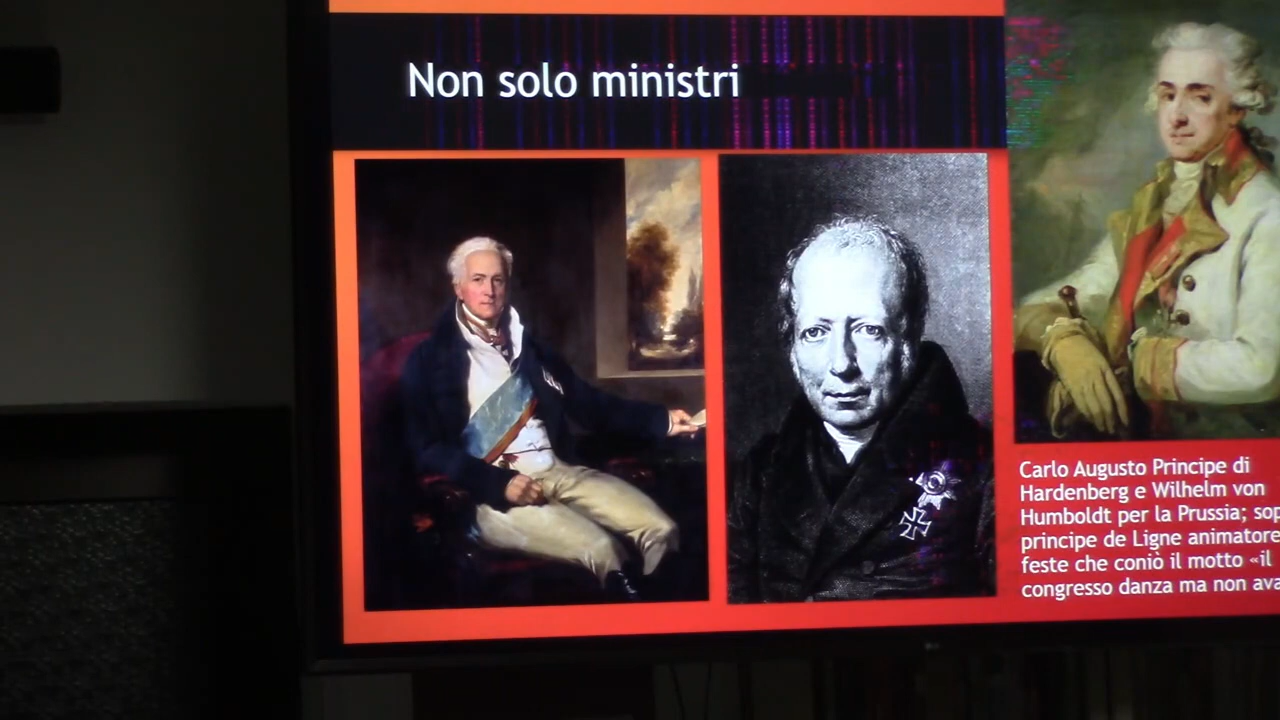 Non solo ministri
Carlo Augusto Principe di
Hardenberg e Wilhelm von
Humboldt per la Prussia;
principe de Ligne animatore
feste che coniò il motto «il
congresso danza ma non